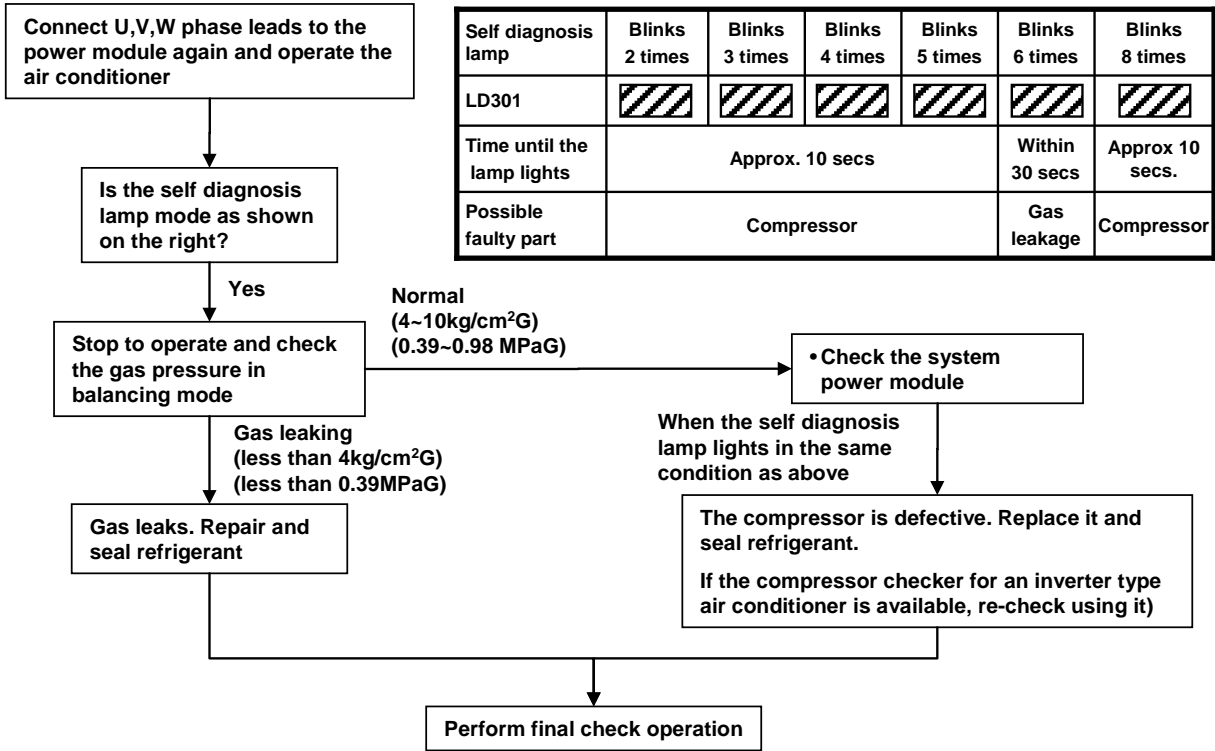 Connect U,V,W phase leads to the
power module again and operate the
air conditioner
Is the self diagnosis
lamp mode as shown
on the right?
Yes
Stop to operate and check
the gas pressure in
balancing mode
Normal
(4~10kg/cm²G)
(0.39~0.98 MPaG)
Gas leaking
(less than 4kg/cm²G)
(less than 0.39MPaG)
Gas leaks. Repair and
seal refrigerant
Self diagnosis
lamp
Blinks
2 times
Blinks
3 times
Blinks
4 times
Blinks
5 times
Blinks
6 times
Blinks
8 times
LD301
Time until the
lamp lights
Approx. 10 secs
Within
30 secs
Approx 10
secs.
Possible
faulty part
Compressor
Gas
leakage
Compressor
•Check the system
power module
When the self diagnosis
lamp lights in the same
condition as above
The compressor is defective. Replace it and
seal refrigerant.
If the compressor checker for an inverter type
air conditioner is available, re-check using it)
Perform final check operation